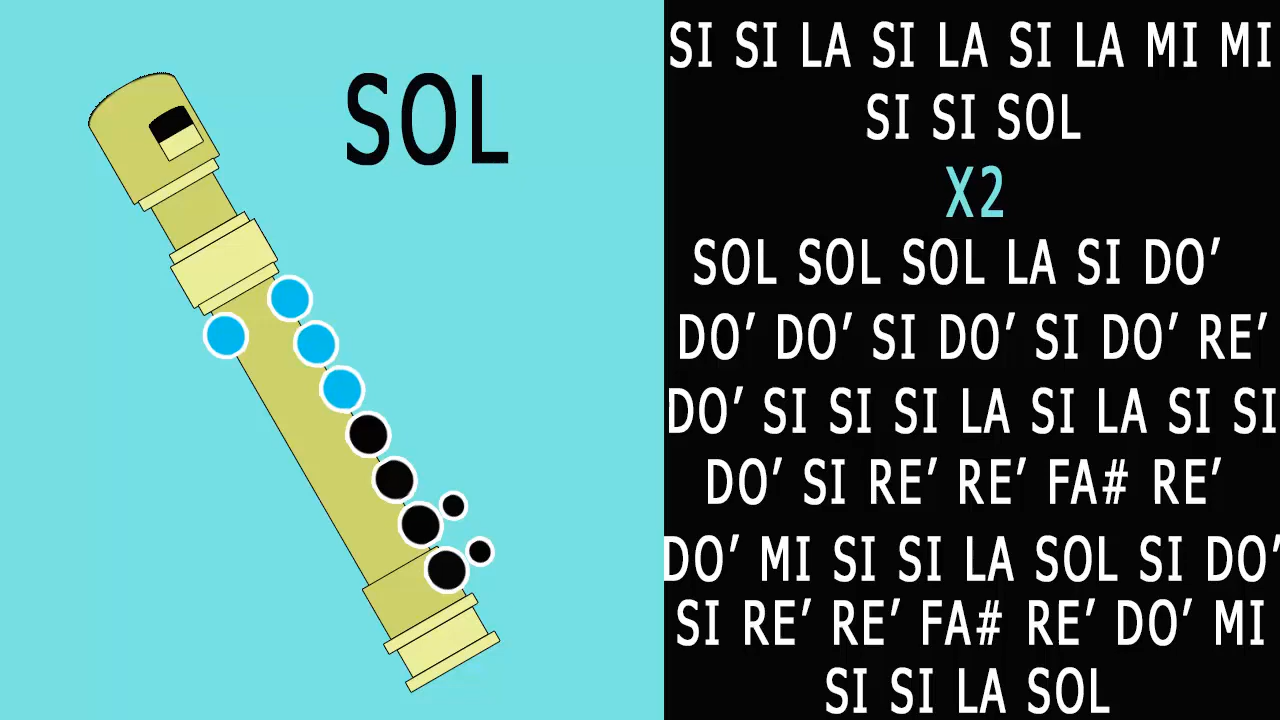 SOL
SI SI LA SI LA SI LA MI MI
SI SI SOL
X2
SOL SOL SOL LA SI DO’
DO’ DO’ SI DO’ SI DO’ RE’
DO’ SI SI SI LA SI LA SI SI
DO’ SI RE’ RE’ FA# RE’
DO’ MI SI SI LA SOL SI DO’
SI RE’ RE’ FA# RE’ DO’ MI
SI SI LA SOL